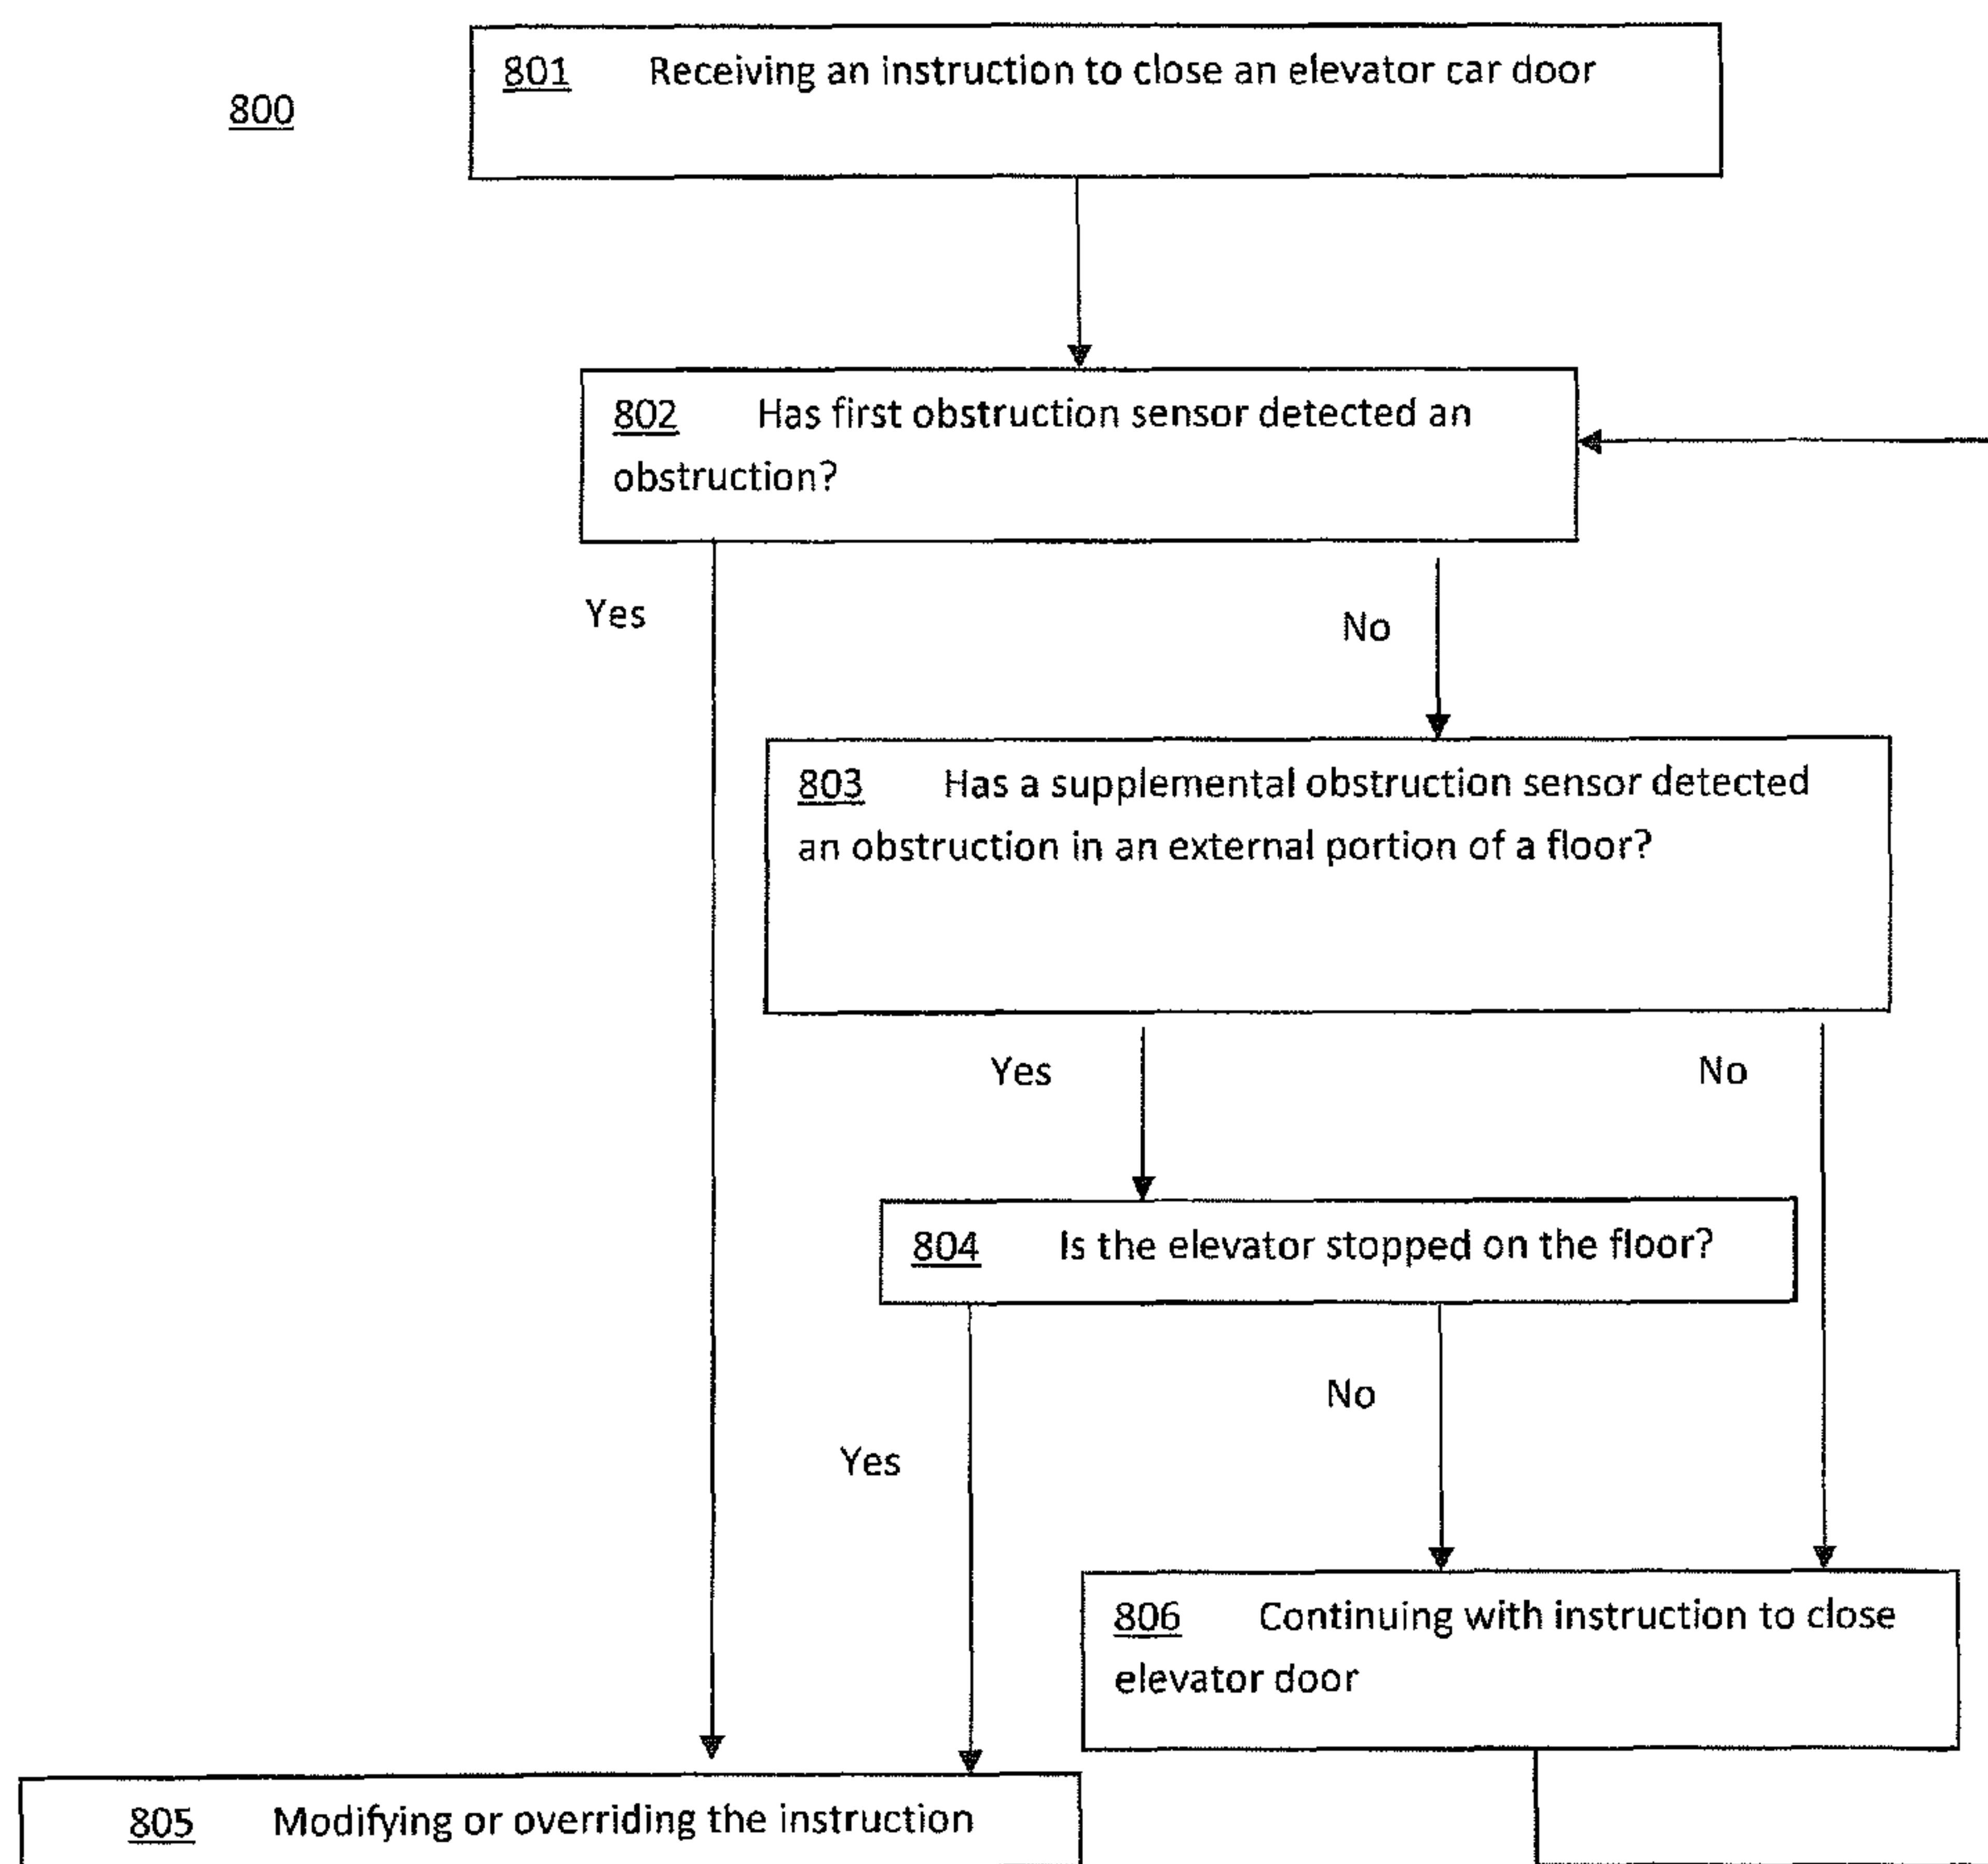 800
801 Receiving an instruction to close an elevator car door
802 Has first obstruction sensor detected an
obstruction?
Yes
No
803 Has a supplemental obstruction sensor detected
an obstruction in an external portion of a floor?
Yes
No
804 Is the elevator stopped on the floor?
No
Yes
806 Continuing with instruction to close
elevator door
805 Modifying or overriding the instruction